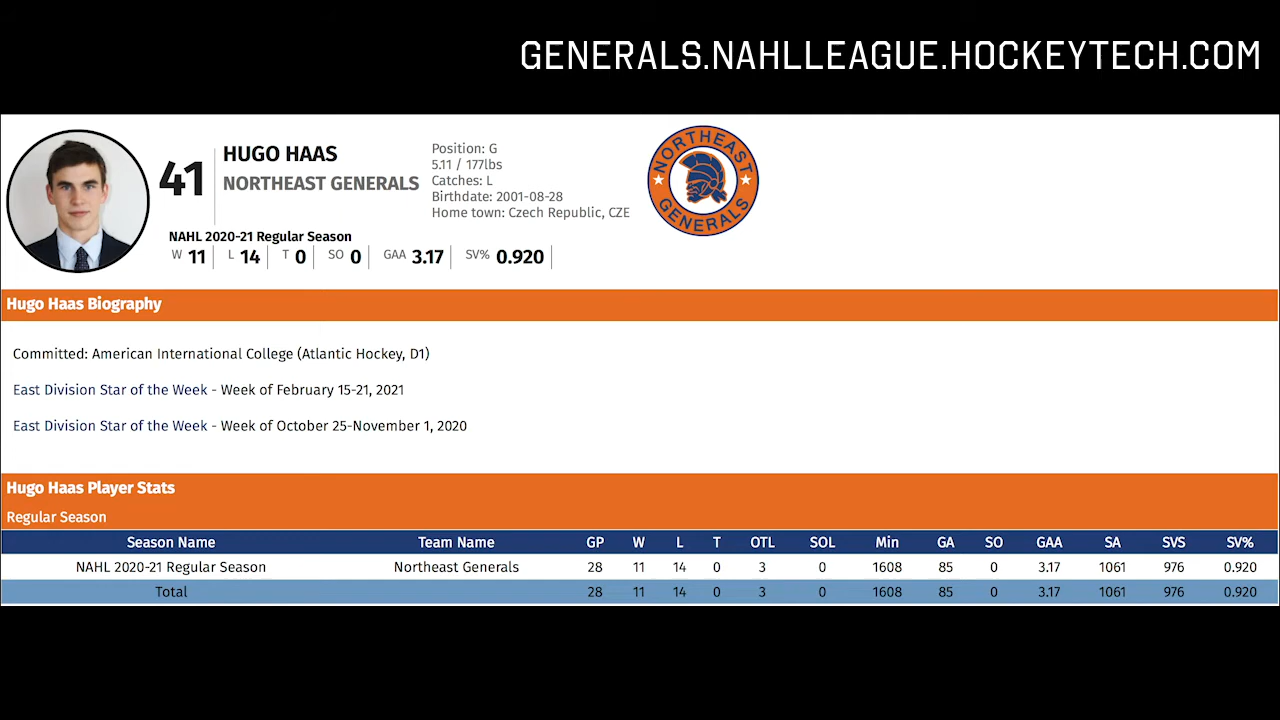 GENERALS.NAHLLEAGUE.HOCKEYTECH.COM
41
HUGO HAAS
NORTHEAST GENERALS
Position: G
5.11 / 177lbs
Catches: L
Birthdate: 2001-08-28
Home town: Czech Republic, CZE
NORTHEAST
GENERALS
NAHL 2020-21 Regular Season
W 11 L 14 T 0 SO 0 GAA 3.17 SV% 0.920
Hugo Haas Biography
Committed: American International College (Atlantic Hockey, D1)
East Division Star of the Week - Week of February 15-21, 2021
East Division Star of the Week - Week of October 25-November 1, 2020
Hugo Haas Player Stats
Regular Season
Season Name Team Name GP W L T OTL SOL Min GA SO GAA SA SVS SV%
NAHL 2020-21 Regular Season Northeast Generals 28 11 14 0 3 0 1608 85 0 3.17 1061 976 0.920
Total 28 11 14 0 3 0 1608 85 0 3.17 1061 976 0.920